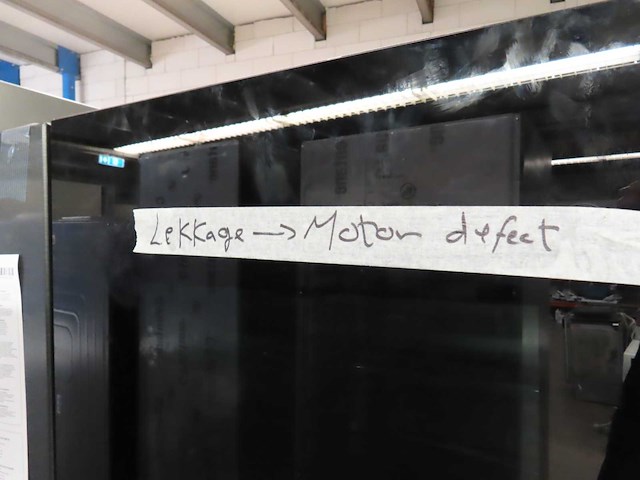 Lekkage → Motor defect